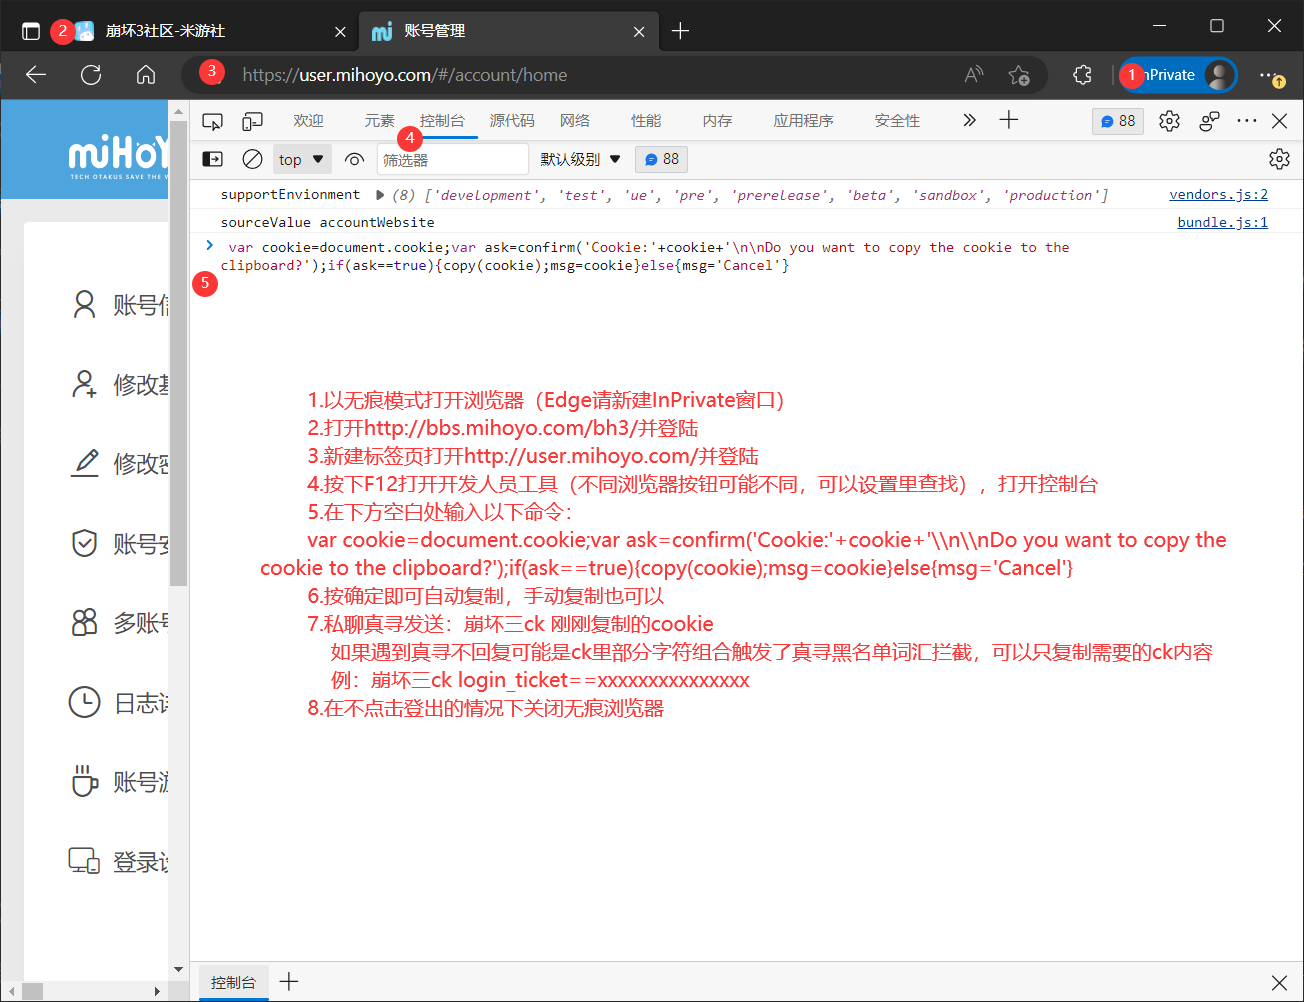 2 崩坏3社区-米游社
账号管理
3 https://user.mihoyo.com/#/account/home
1 nPrivate
miHoY
TECH OTAKUS SAVE THE W
欢迎 元素 控制台 源代码 网络 性能 内存 应用程序 安全性 88
4
top 筛选器 默认级别 88
supportEnvionment (8) ['development', 'test', 'ue', 'pre', 'prereLease', 'beta', 'sandbox', 'production'] vendors.js:2
sourceValue accountWebsite bundle.js:1
var cookie=document.cookie;var ask=confirm('Cookie:'+cookie+'\n\nDo you want to copy the cookie to the
clipboard?');if(ask==true){copy(cookie);msg=cookie}else{msg='Cancel'}
5
账号信
修改基
修改密
账号安
多账号
日志访
账号游
登录设
1.以无痕模式打开浏览器（Edge请新建InPrivate窗口）
2.打开http://bbs.mihoyo.com/bh3/并登陆
3.新建标签页打开http://user.mihoyo.com/并登陆
4.按下F12打开开发人员工具（不同浏览器按钮可能不同，可以设置里查找），打开控制台
5.在下方空白处输入以下命令：
var cookie=document.cookie;var ask=confirm('Cookie:'+cookie+'\\n\\nDo you want to copy the
cookie to the clipboard?');if(ask==true){copy(cookie);msg=cookie}else{msg='Cancel'}
6.按确定即可自动复制，手动复制也可以
7.私聊真寻发送：崩坏三ck 刚刚复制的cookie
如果遇到真寻不回复可能是ck里部分字符组合触发了真寻黑名单词汇拦截，可以只复制需要的ck内容
例：崩坏三ck login_ticket==xxxxxxxxxxxxxxx
8.在不点击登出的情况下关闭无痕浏览器
控制台